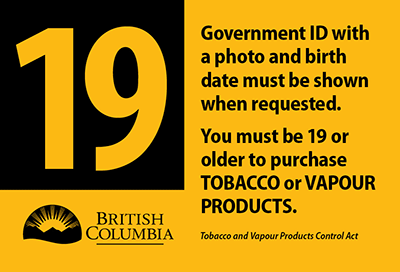 19
Government ID with
a photo and birth
date must be shown
when requested.
You must be 19 or
older to purchase
TOBACCO or VAPOUR
PRODUCTS.
Tobacco and Vapour Products Control Act
BRITISH
COLUMBIA